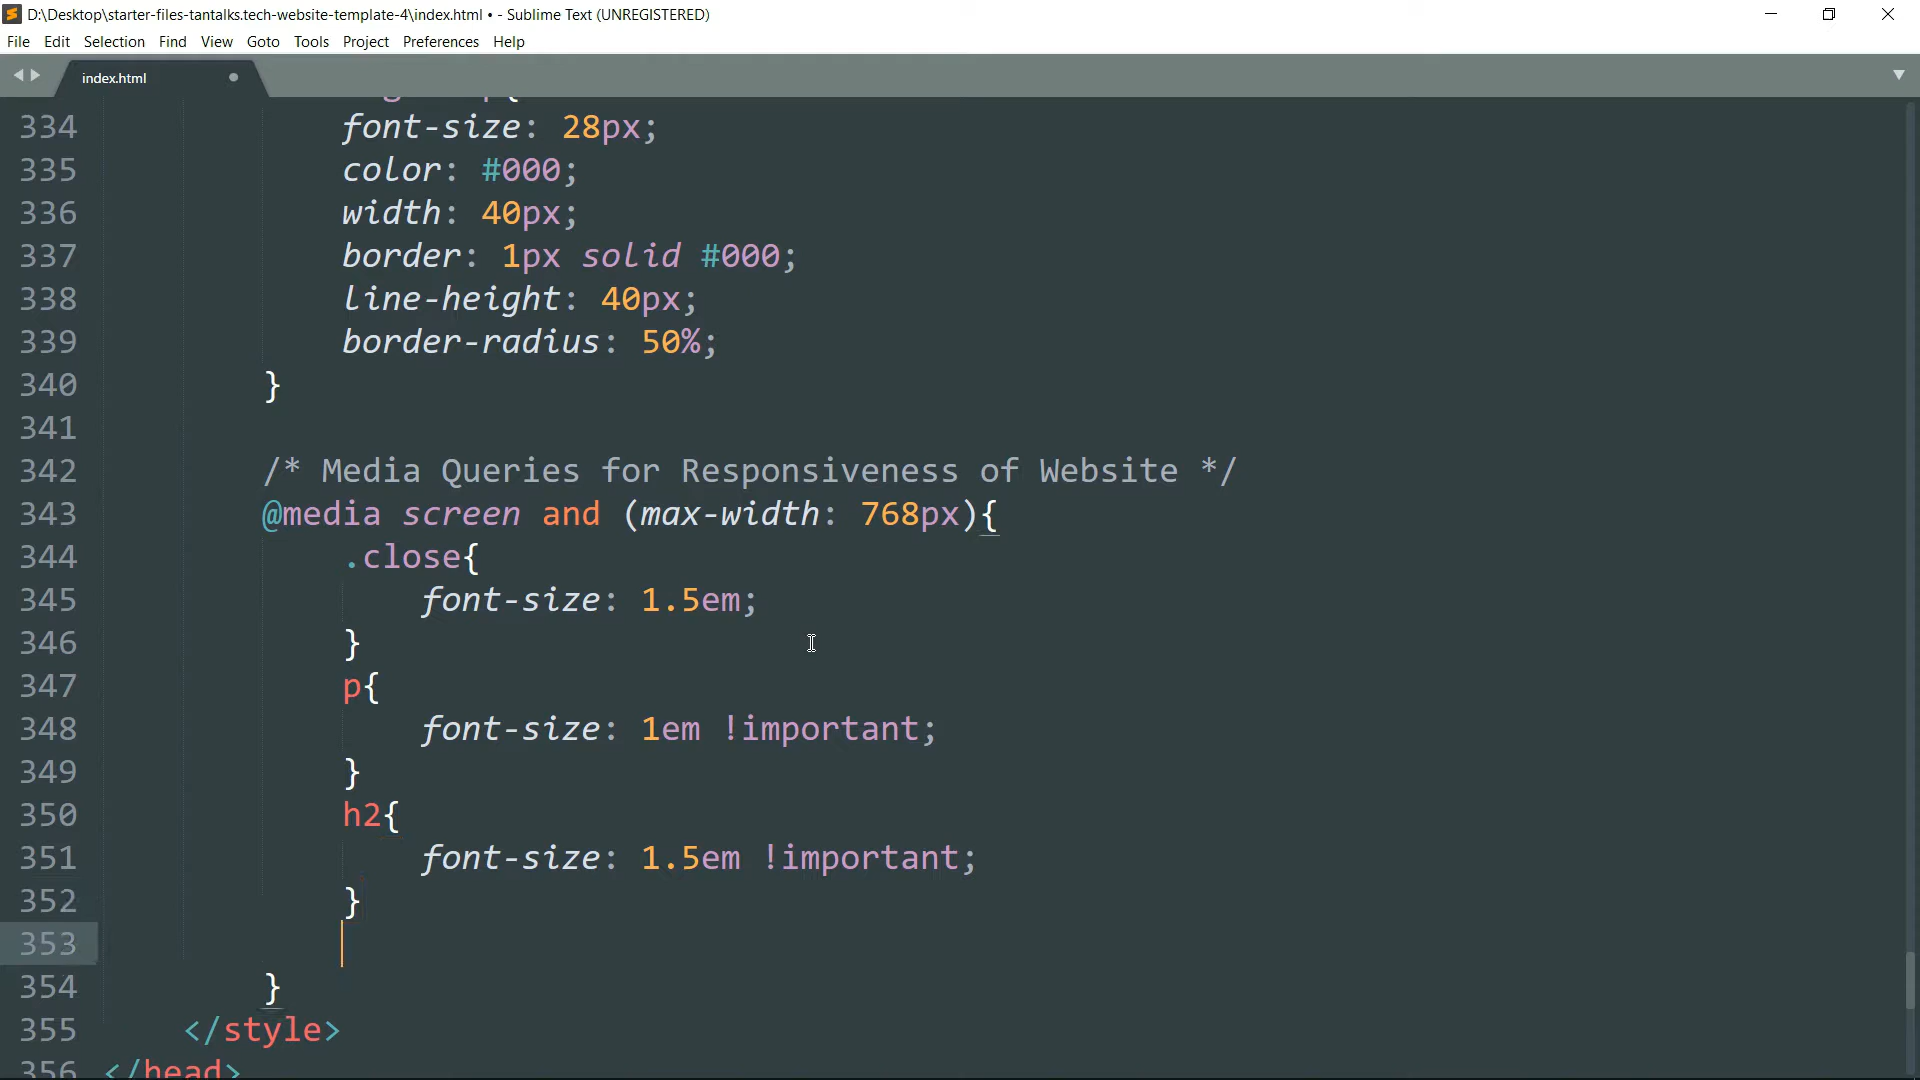 D:\Desktop\starter-files-tantalks.tech-website-template-4\index.html • - Sublime Text (UNREGISTERED)
File Edit Selection Find View Goto Tools Project Preferences Help
index.html
334 font-size: 28px;
335 color: #000;
336 width: 40px;
337 border: 1px solid #000;
338 line-height: 40px;
339 border-radius: 50%;
340 }
341
342 /* Media Queries for Responsiveness of Website */
343 @media screen and (max-width: 768px){
344 .close{
345 font-size: 1.5em;
346 }
347 p{
348 font-size: 1em !important;
349 }
350 h2{
351 font-size: 1.5em !important;
352 }
353
354 }
355 </style>
356 </head>